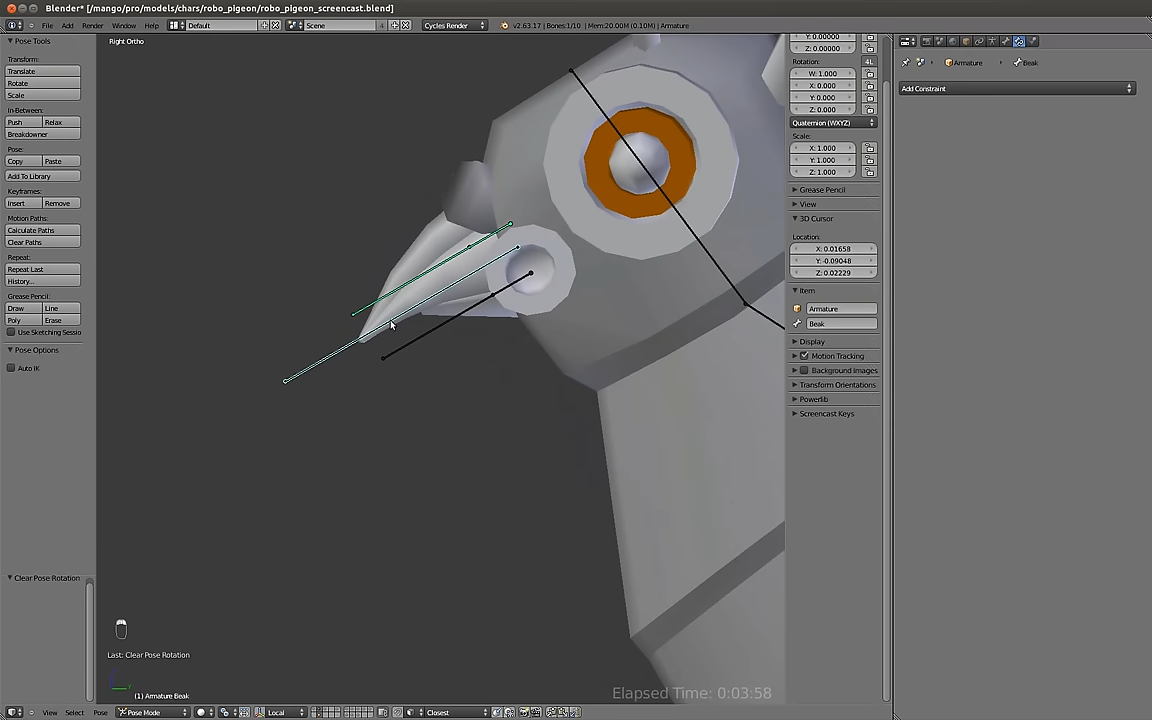 Blender* [/mango/pro/models/chars/robo_pigeon/robo_pigeon_screencast.blend]
File Add Render Window Help Default Scene 4 Cycles Render v2.63.17 | Bones:1/10 | Mem:20.00M (0.10M) | Armature
Pose Tools
Transform:
Translate
Rotate
Scale
In-Between:
Push Relax
Breakdowner
Pose:
Copy Paste
Add To Library
Keyframes:
Insert Remove
Motion Paths:
Calculate Paths
Clear Paths
Repeat:
Repeat Last
History...
Grease Pencil:
Draw Line
Poly Erase
Use Sketching Sessio
Pose Options
Auto IK
Clear Pose Rotation
Right Ortho
Last: Clear Pose Rotation
(1) Armature Beak
Elapsed Time: 0:03:58
Y: 0.00000
Z: 0.00000
Rotation: 4L
W: 1.000
X: 0.000
Y: 0.000
Z: 0.000
Quaternion (WXYZ)
Scale:
X: 1.000
Y: 1.000
Z: 1.000
Grease Pencil
View
3D Cursor
Location:
X: 0.01658
Y: -0.09048
Z: 0.02229
Item
Armature
Beak
Display
Motion Tracking
Background Images
Transform Orientations
Powerlib
Screencast Keys
Armature Beak
Add Constraint
View Select Pose Pose Mode Local Closest